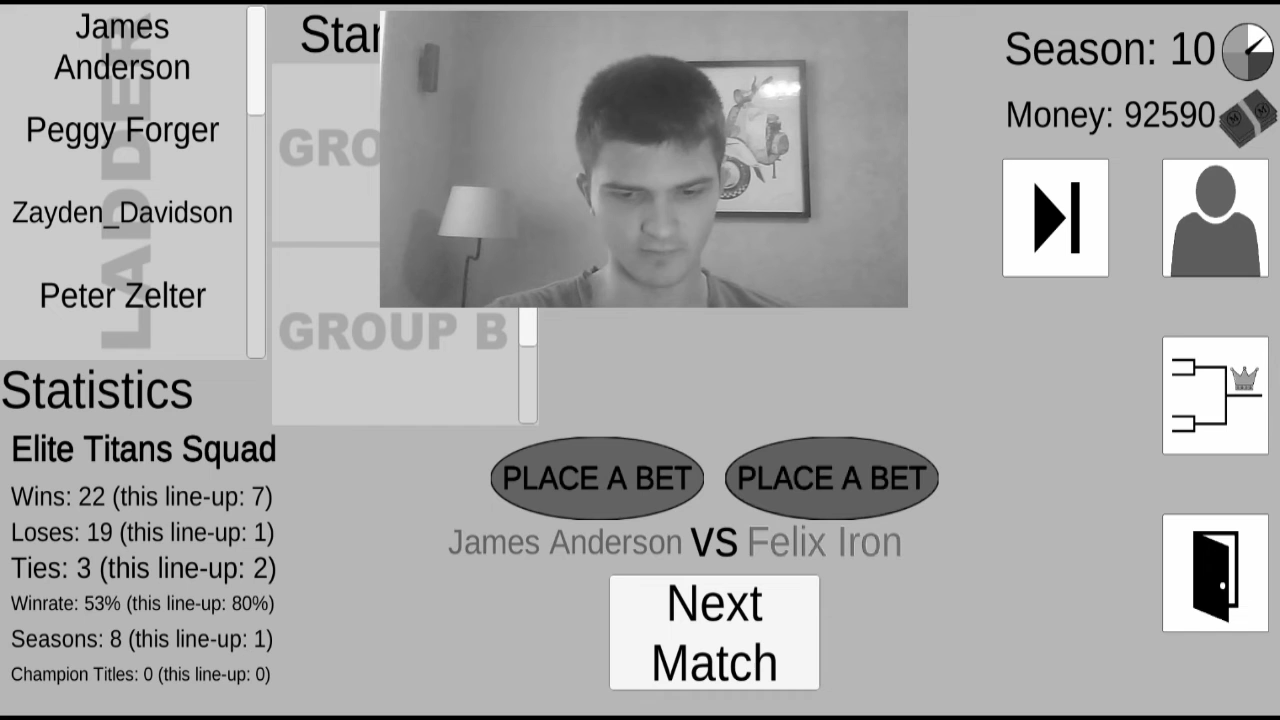 James
Anderson
Peggy Forger
Zayden_Davidson
Peter Zelter
LADDER
GROUP B
Season: 10
Money: 92590
Statistics
Elite Titans Squad
Wins: 22 (this line-up: 7)
Loses: 19 (this line-up: 1)
Ties: 3 (this line-up: 2)
Winrate: 53% (this line-up: 80%)
Seasons: 8 (this line-up: 1)
Champion Titles: 0 (this line-up: 0)
PLACE A BET PLACE A BET
James Anderson VS Felix Iron
Next
Match